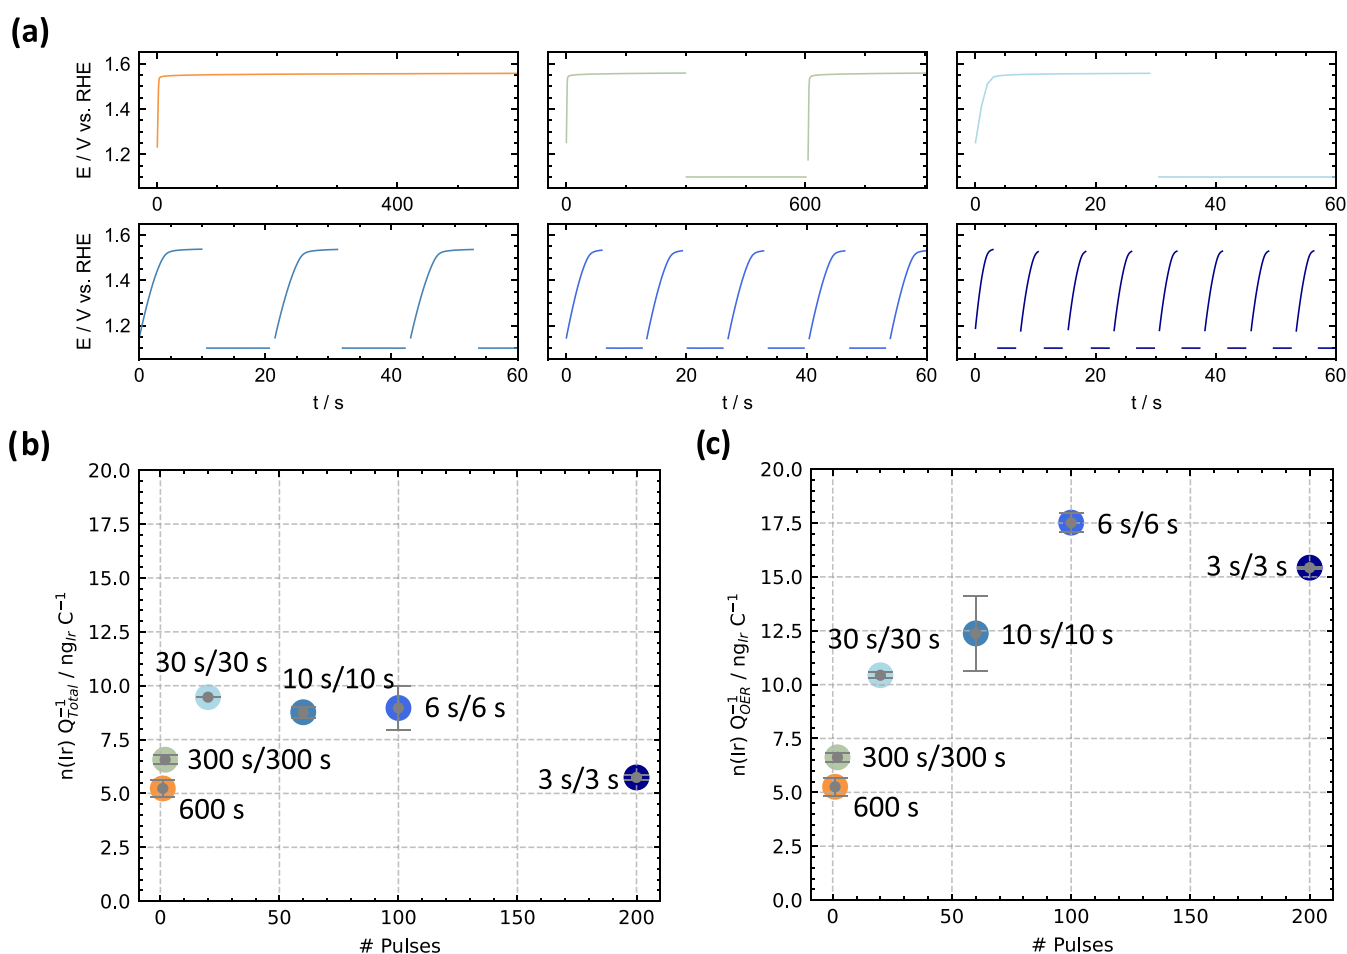 (a)
1.6
1.4
1.2
E / V vs. RHE
0 400
0 600
0 20 40 60
1.6
1.4
1.2
E / V vs. RHE
0 20 40 60
0 20 40 60
0 20 40 60
t / s
t / s
t / s
(b)
20.0
17.5
15.0
12.5
10.0
7.5
5.0
2.5
0.0
n(Ir) Q⁻¹Total / ngIr C⁻¹
30 s/30 s
10 s/10 s
6 s/6 s
300 s/300 s
3 s/3 s
600 s
0 50 100 150 200
# Pulses
(c)
20.0
17.5
15.0
12.5
10.0
7.5
5.0
2.5
0.0
n(Ir) Q⁻¹OER / ngIr C⁻¹
6 s/6 s
3 s/3 s
30 s/30 s
10 s/10 s
300 s/300 s
600 s
0 50 100 150 200
# Pulses